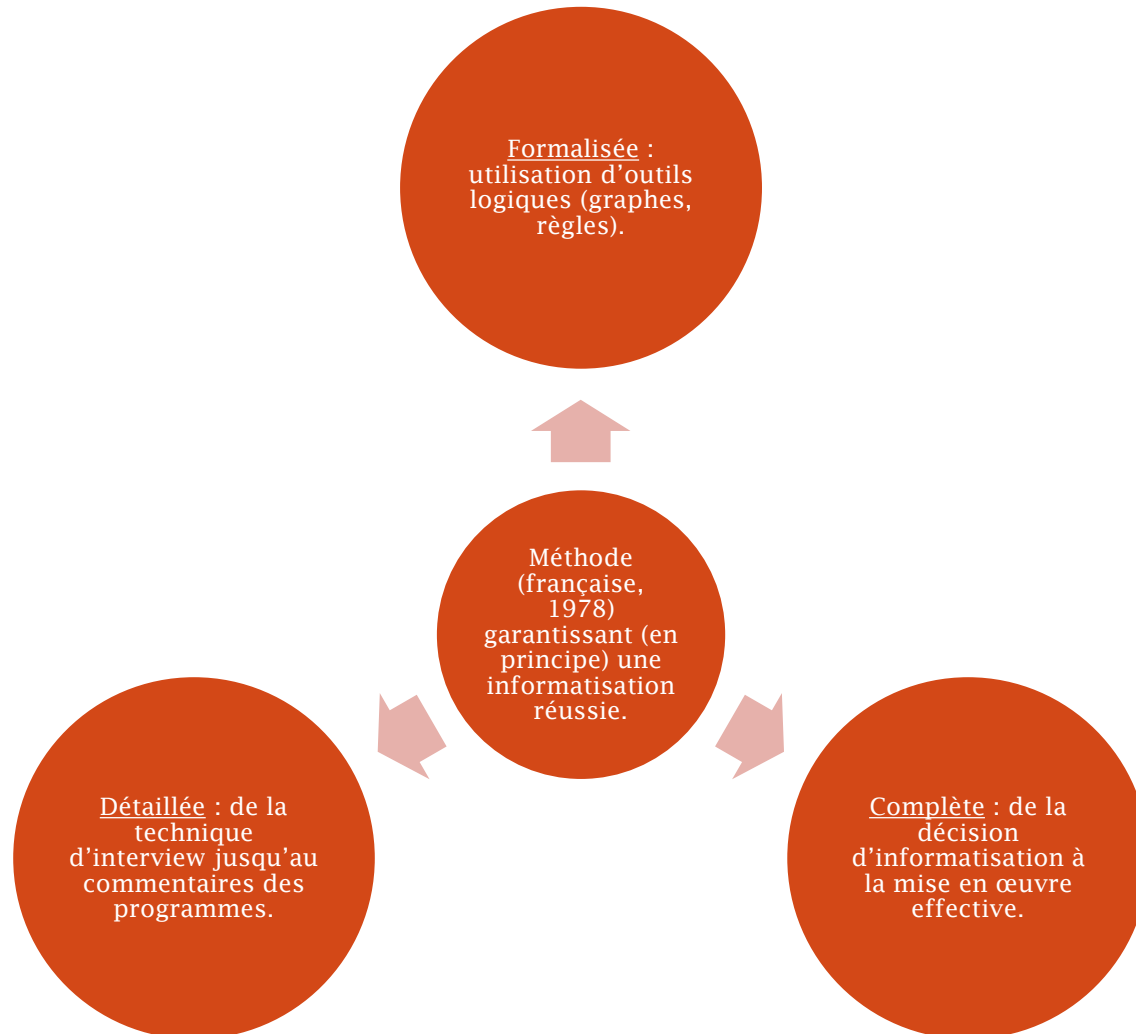 Formalisée :
utilisation d’outils
logiques (graphes,
règles).
Méthode
(française,
1978)
garantissant (en
principe) une
informatisation
réussie.
Détaillée : de la
technique
d’interview jusqu’au
commentaires des
programmes.
Complète : de la
décision
d’informatisation à
la mise en œuvre
effective.